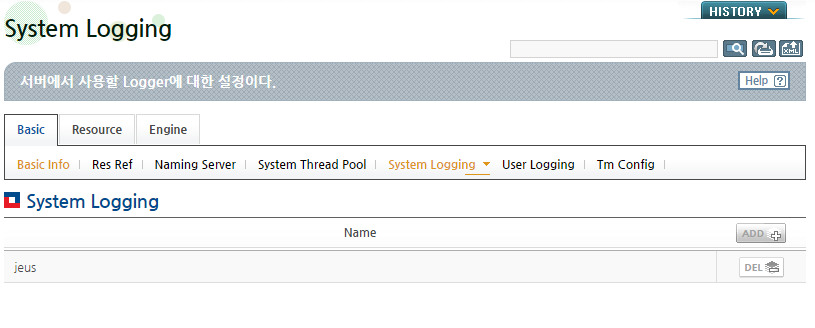 HISTORY
System Logging
XML
서버에서 사용할 Logger에 대한 설정이다.
Help ?
Basic Resource Engine
Basic Info Res Ref Naming Server System Thread Pool System Logging User Logging Tm Config
System Logging
Name ADD
jeus DEL